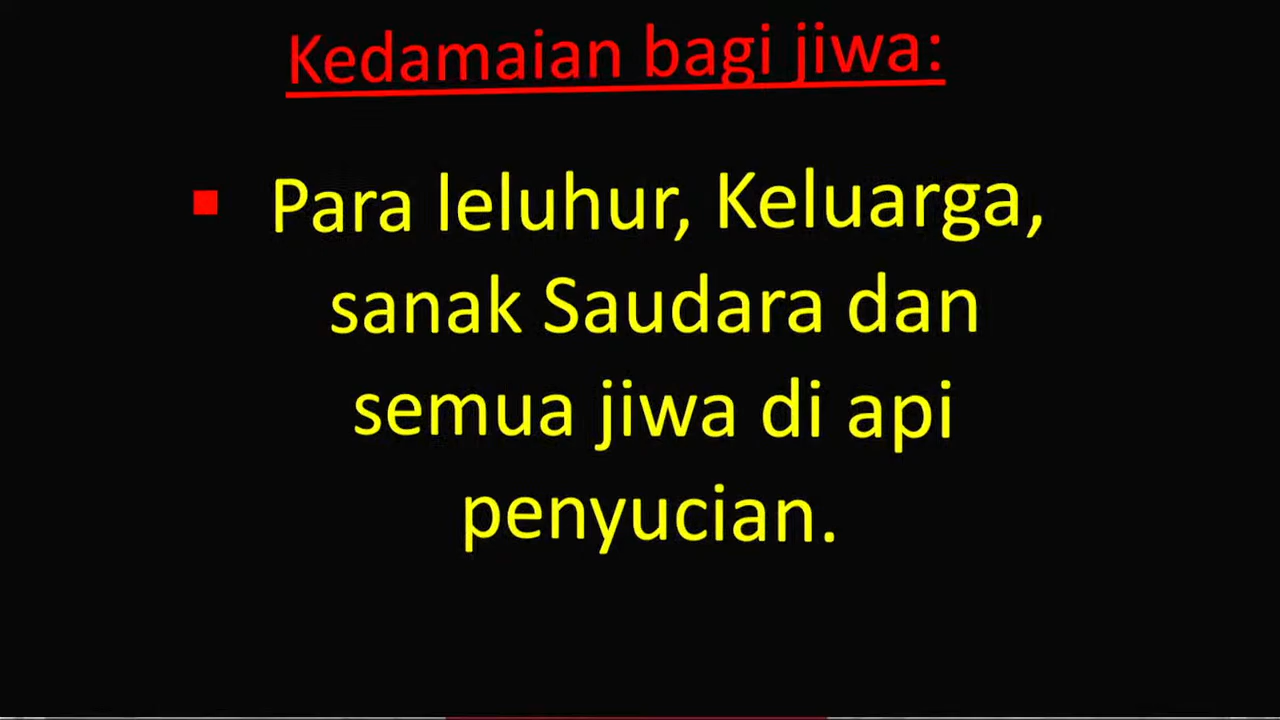 Kedamaian bagi jiwa:
▪ Para leluhur, Keluarga,
sanak Saudara dan
semua jiwa di api
penyucian.